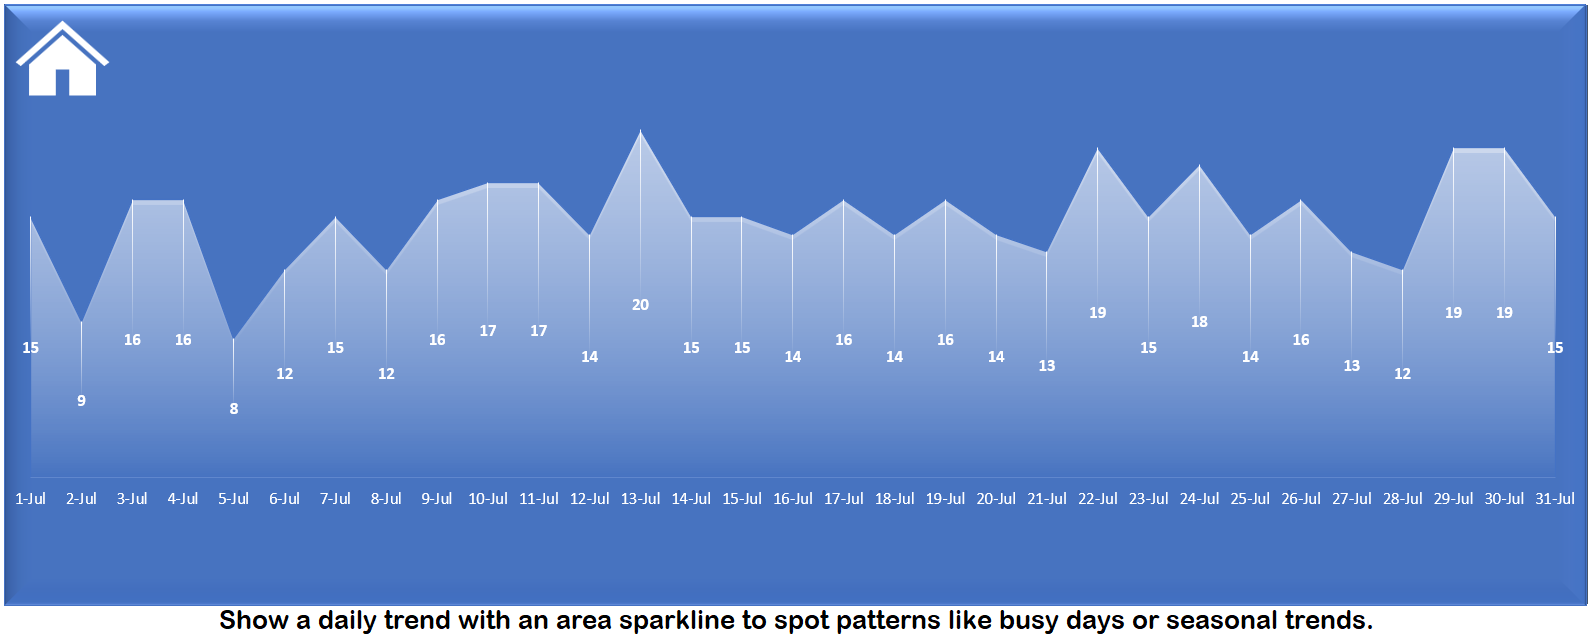 15 9 16 16 8 12 15 12 16 17 17 14 20 15 15 14 16 14 16 14 13 19 15 18 14 16 13 12 19 19 15
1-Jul 2-Jul 3-Jul 4-Jul 5-Jul 6-Jul 7-Jul 8-Jul 9-Jul 10-Jul 11-Jul 12-Jul 13-Jul 14-Jul 15-Jul 16-Jul 17-Jul 18-Jul 19-Jul 20-Jul 21-Jul 22-Jul 23-Jul 24-Jul 25-Jul 26-Jul 27-Jul 28-Jul 29-Jul 30-Jul 31-Jul
Show a daily trend with an area sparkline to spot patterns like busy days or seasonal trends.